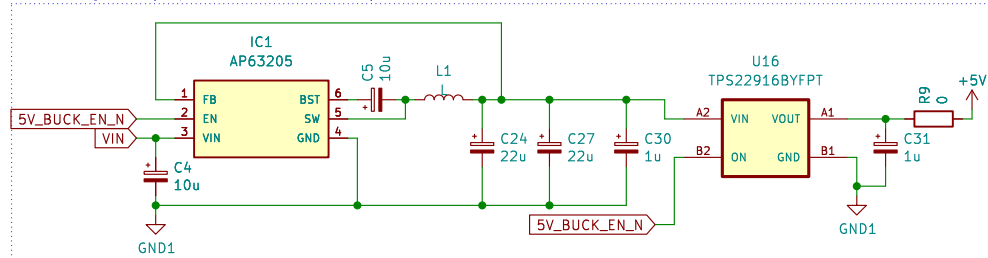 IC1
AP63205
1 FB
2 EN
3 VIN
BST 6
SW 5
GND 4
5V_BUCK_EN_N
VIN
C4
10u
GND1
C5
10u
L1
C24
22u
C27
22u
C30
1u
5V_BUCK_EN_N
U16
TPS22916BYFPT
A2 VIN
B2 ON
VOUT A1
GND B1
C31
1u
R9
0
+5V
GND1